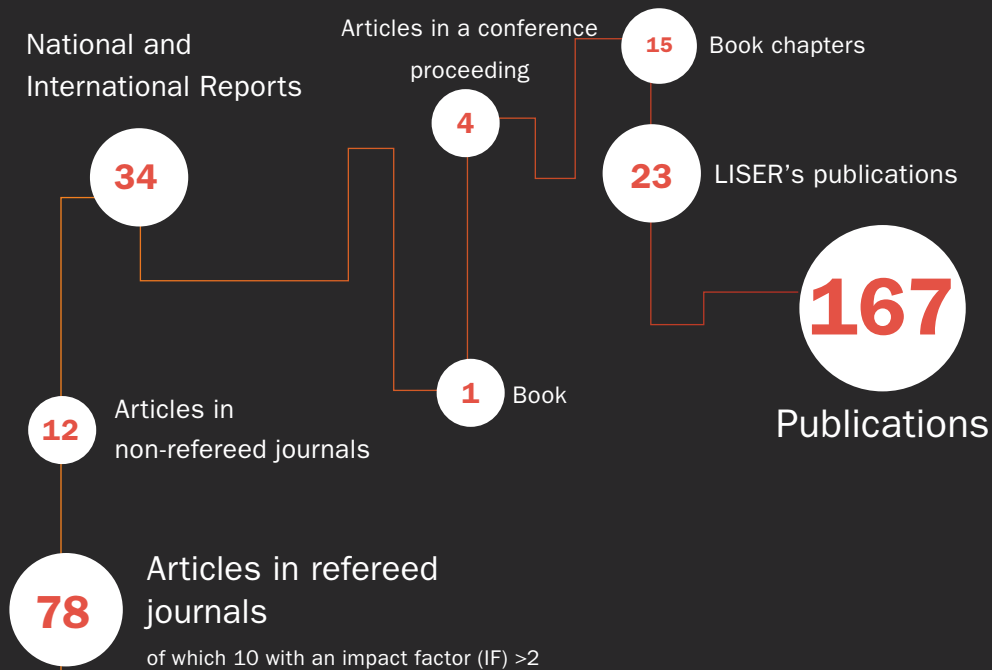 National and
International Reports
34
Articles in a conference
proceeding
4
15
Book chapters
23
LISER’s publications
167
Publications
1
Book
12
Articles in
non-refereed journals
78
Articles in refereed
journals
of which 10 with an impact factor (IF) >2